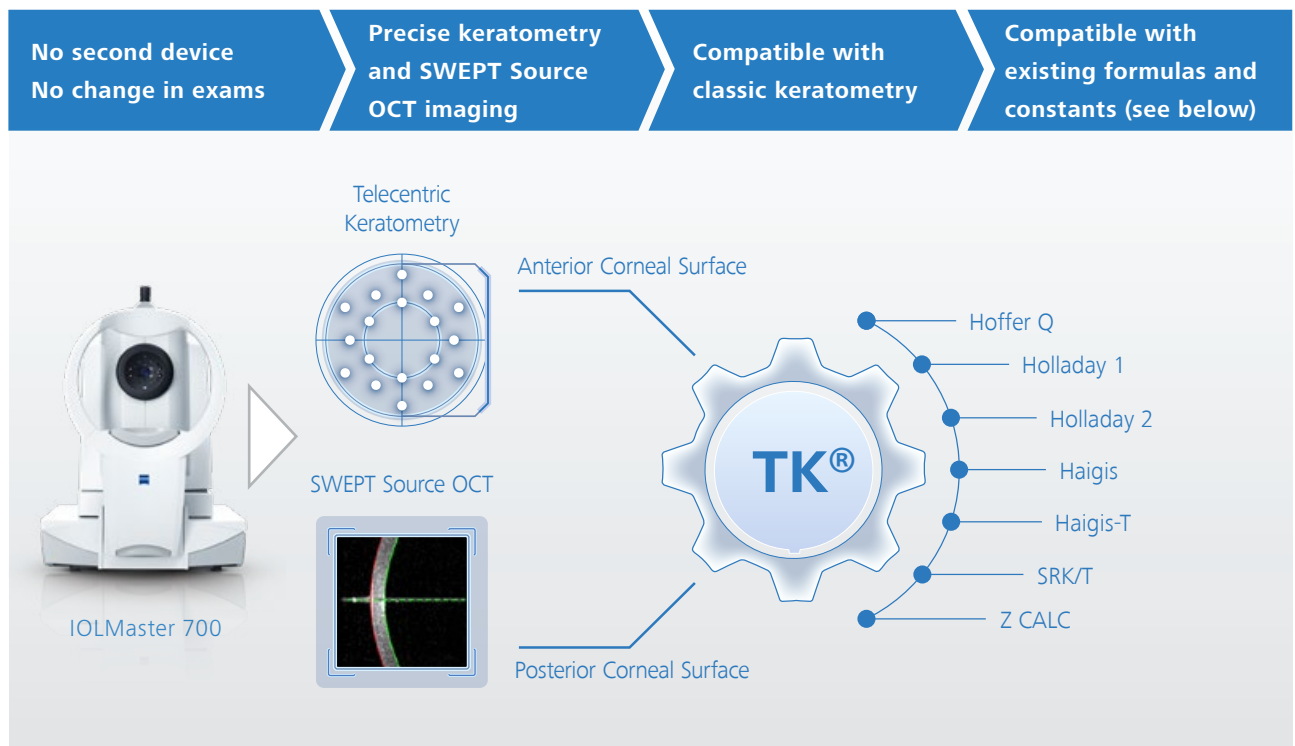 No second device
No change in exams
Precise keratometry
and SWEPT Source
OCT imaging
Compatible with
classic keratometry
Compatible with
existing formulas and
constants (see below)
Telecentric
Keratometry
Anterior Corneal Surface
SWEPT Source OCT
IOLMaster 700
Posterior Corneal Surface
TK®
Hoffer Q
Holladay 1
Holladay 2
Haigis
Haigis-T
SRK/T
Z CALC